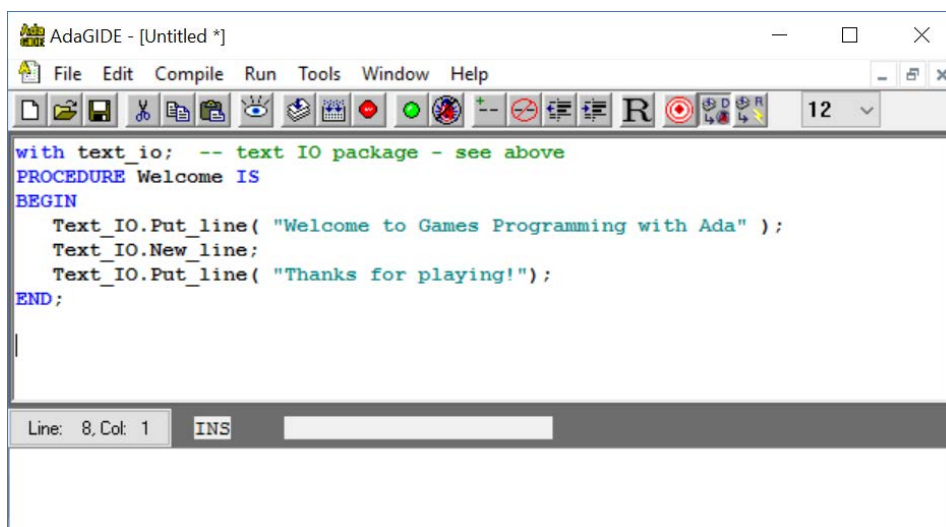 AdaGIDE - [Untitled *]
File Edit Compile Run Tools Window Help
R D R 12
with text_io;  -- text IO package - see above
PROCEDURE Welcome IS
BEGIN
   Text_IO.Put_line( "Welcome to Games Programming with Ada" );
   Text_IO.New_line;
   Text_IO.Put_line( "Thanks for playing!");
END;
Line: 8, Col: 1 INS